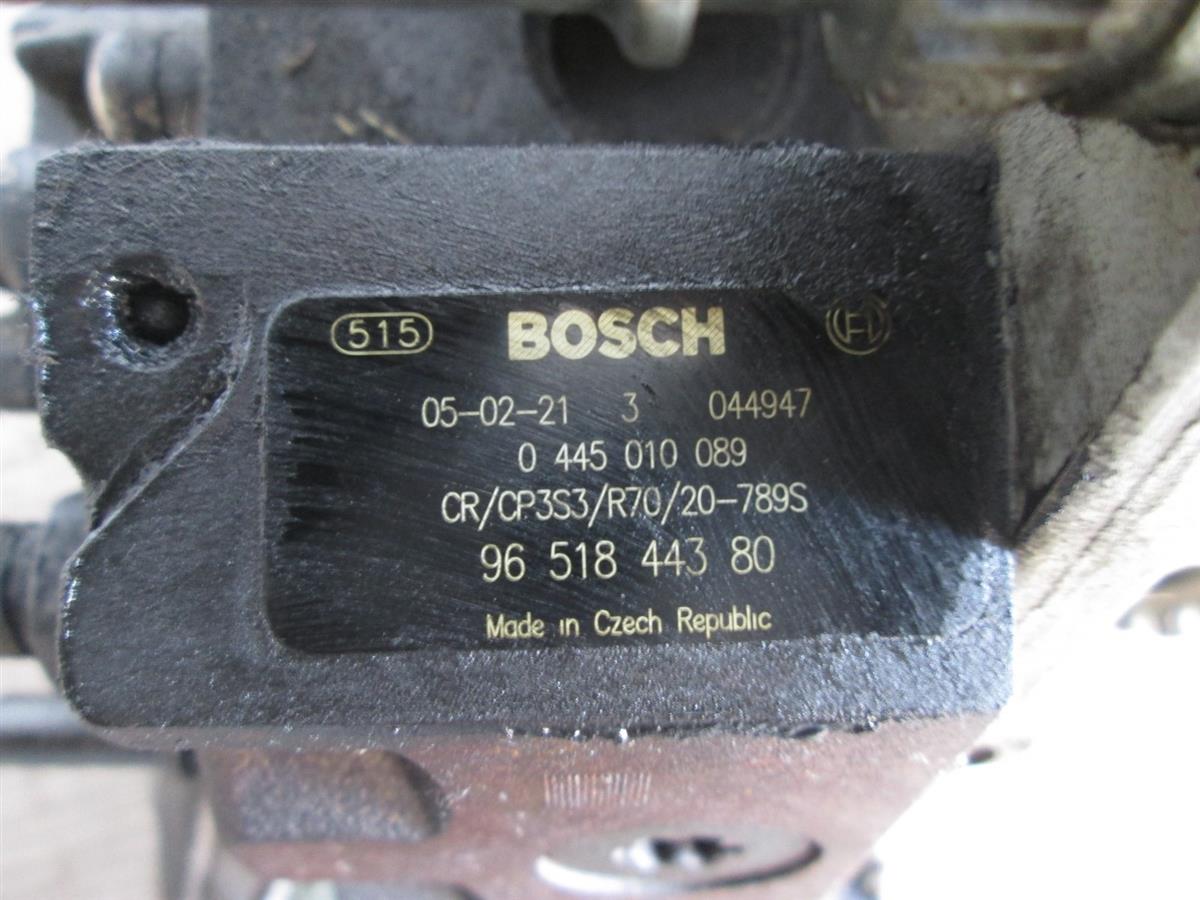 515 BOSCH
05-02-21 3 044947
0 445 010 089
CR/CP3S3/R70/20-789S
96 518 443 80
Made in Czech Republic